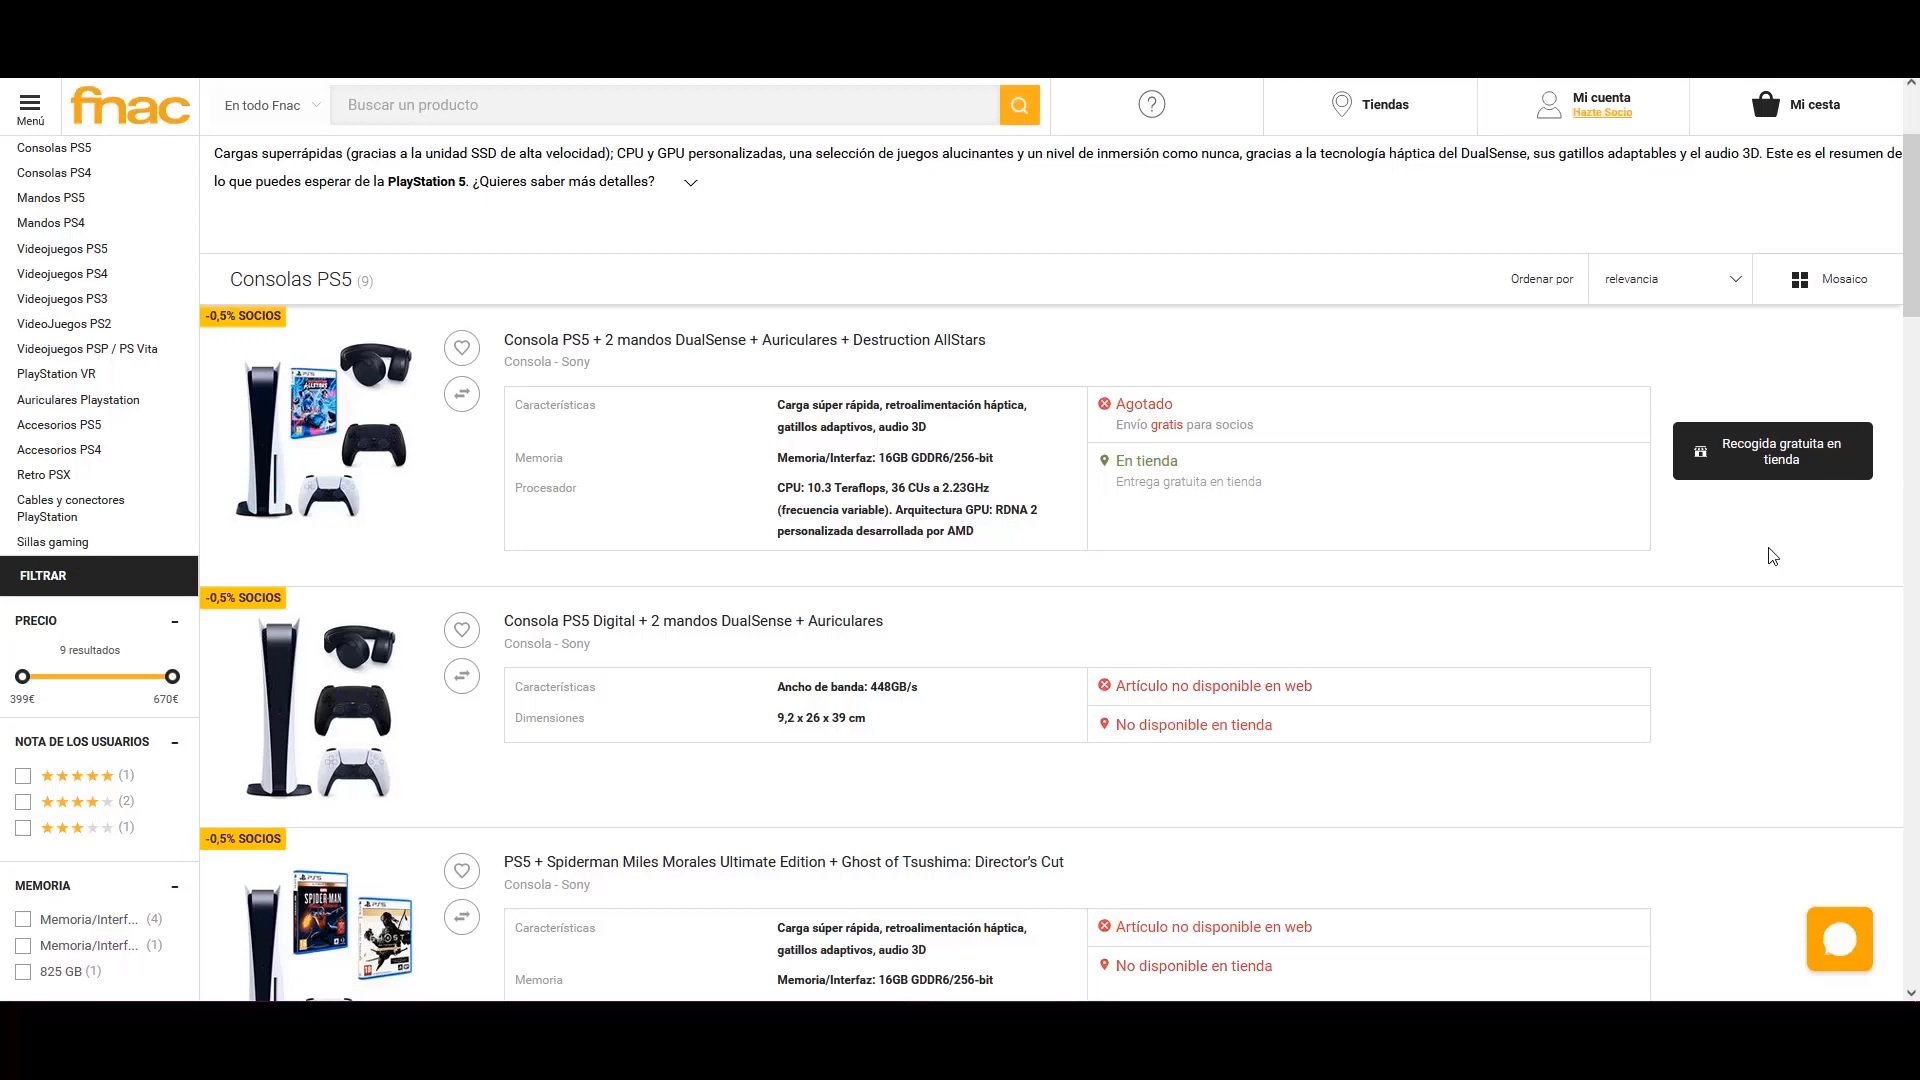 Menú
fnac
En todo Fnac
Buscar un producto
?
Tiendas
Mi cuenta
Hazte Socio
Mi cesta
Consolas PS5
Consolas PS4
Mandos PS5
Mandos PS4
Videojuegos PS5
Videojuegos PS4
Videojuegos PS3
VideoJuegos PS2
Videojuegos PSP / PS Vita
PlayStation VR
Auriculares Playstation
Accesorios PS5
Accesorios PS4
Retro PSX
Cables y conectores
PlayStation
Sillas gaming
FILTRAR
PRECIO
9 resultados
399€
670€
NOTA DE LOS USUARIOS
(1)
(2)
(1)
MEMORIA
Memoria/Interf... (4)
Memoria/Interf... (1)
825 GB (1)
Cargas superrápidas (gracias a la unidad SSD de alta velocidad); CPU y GPU personalizadas, una selección de juegos alucinantes y un nivel de inmersión como nunca, gracias a la tecnología háptica del DualSense, sus gatillos adaptables y el audio 3D. Este es el resumen de
lo que puedes esperar de la PlayStation 5. ¿Quieres saber más detalles?
Consolas PS5 (9)
Ordenar por
relevancia
Mosaico
-0,5% SOCIOS
PS5
Consola PS5 + 2 mandos DualSense + Auriculares + Destruction AllStars
Consola - Sony
Características
Carga súper rápida, retroalimentación háptica,
gatillos adaptivos, audio 3D
Memoria
Memoria/Interfaz: 16GB GDDR6/256-bit
Procesador
CPU: 10.3 Teraflops, 36 CUs a 2.23GHz
(frecuencia variable). Arquitectura GPU: RDNA 2
personalizada desarrollada por AMD
Agotado
Envío gratis para socios
En tienda
Entrega gratuita en tienda
Recogida gratuita en
tienda
-0,5% SOCIOS
Consola PS5 Digital + 2 mandos DualSense + Auriculares
Consola - Sony
Características
Ancho de banda: 448GB/s
Dimensiones
9,2 x 26 x 39 cm
Artículo no disponible en web
No disponible en tienda
-0,5% SOCIOS
PS5
SPIDER-MAN
PS5
GHOST
PS5 + Spiderman Miles Morales Ultimate Edition + Ghost of Tsushima: Director's Cut
Consola - Sony
Características
Carga súper rápida, retroalimentación háptica,
gatillos adaptivos, audio 3D
Memoria
Memoria/Interfaz: 16GB GDDR6/256-bit
Artículo no disponible en web
No disponible en tienda